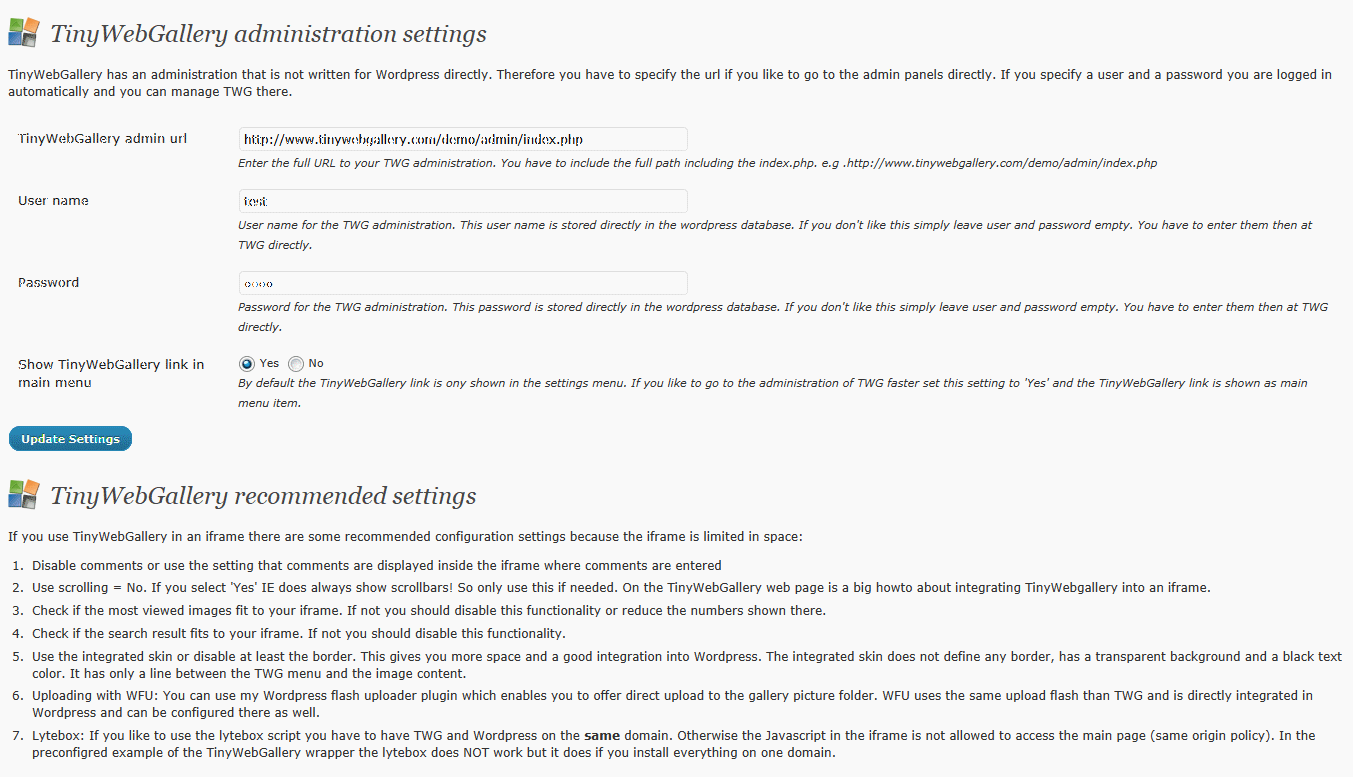 TinyWebGallery administration settings
TinyWebGallery has an administration that is not written for Wordpress directly. Therefore you have to specify the url if you like to go to the admin panels directly. If you specify a user and a password you are logged in
automatically and you can manage TWG there.
TinyWebGallery admin url
http://www.tinywebgallery.com/demo/admin/index.php
Enter the full URL to your TWG administration. You have to include the full path including the index.php. e.g .http://www.tinywebgallery.com/demo/admin/index.php
User name
test
User name for the TWG administration. This user name is stored directly in the wordpress database. If you don't like this simply leave user and password empty. You have to enter them then at
TWG directly.
Password
Password for the TWG administration. This password is stored directly in the wordpress database. If you don't like this simply leave user and password empty. You have to enter them then at TWG
directly.
Show TinyWebGallery link in
main menu
Yes No
By default the TinyWebGallery link is ony shown in the settings menu. If you like to go to the administration of TWG faster set this setting to 'Yes' and the TinyWebGallery link is shown as main
menu item.
Update Settings
TinyWebGallery recommended settings
If you use TinyWebGallery in an iframe there are some recommended configuration settings because the iframe is limited in space:
1. Disable comments or use the setting that comments are displayed inside the iframe where comments are entered
2. Use scrolling = No. If you select 'Yes' IE does always show scrollbars! So only use this if needed. On the TinyWebGallery web page is a big howto about integrating TinyWebgallery into an iframe.
3. Check if the most viewed images fit to your iframe. If not you should disable this functionality or reduce the numbers shown there.
4. Check if the search result fits to your iframe. If not you should disable this functionality.
5. Use the integrated skin or disable at least the border. This gives you more space and a good integration into Wordpress. The integrated skin does not define any border, has a transparent background and a black text
color. It has only a line between the TWG menu and the image content.
6. Uploading with WFU: You can use my Wordpress flash uploader plugin which enables you to offer direct upload to the gallery picture folder. WFU uses the same upload flash than TWG and is directly integrated in
Wordpress and can be configured there as well.
7. Lytebox: If you like to use the lytebox script you have to have TWG and Wordpress on the same domain. Otherwise the Javascript in the iframe is not allowed to access the main page (same origin policy). In the
preconfigred example of the TinyWebGallery wrapper the lytebox does NOT work but it does if you install everything on one domain.